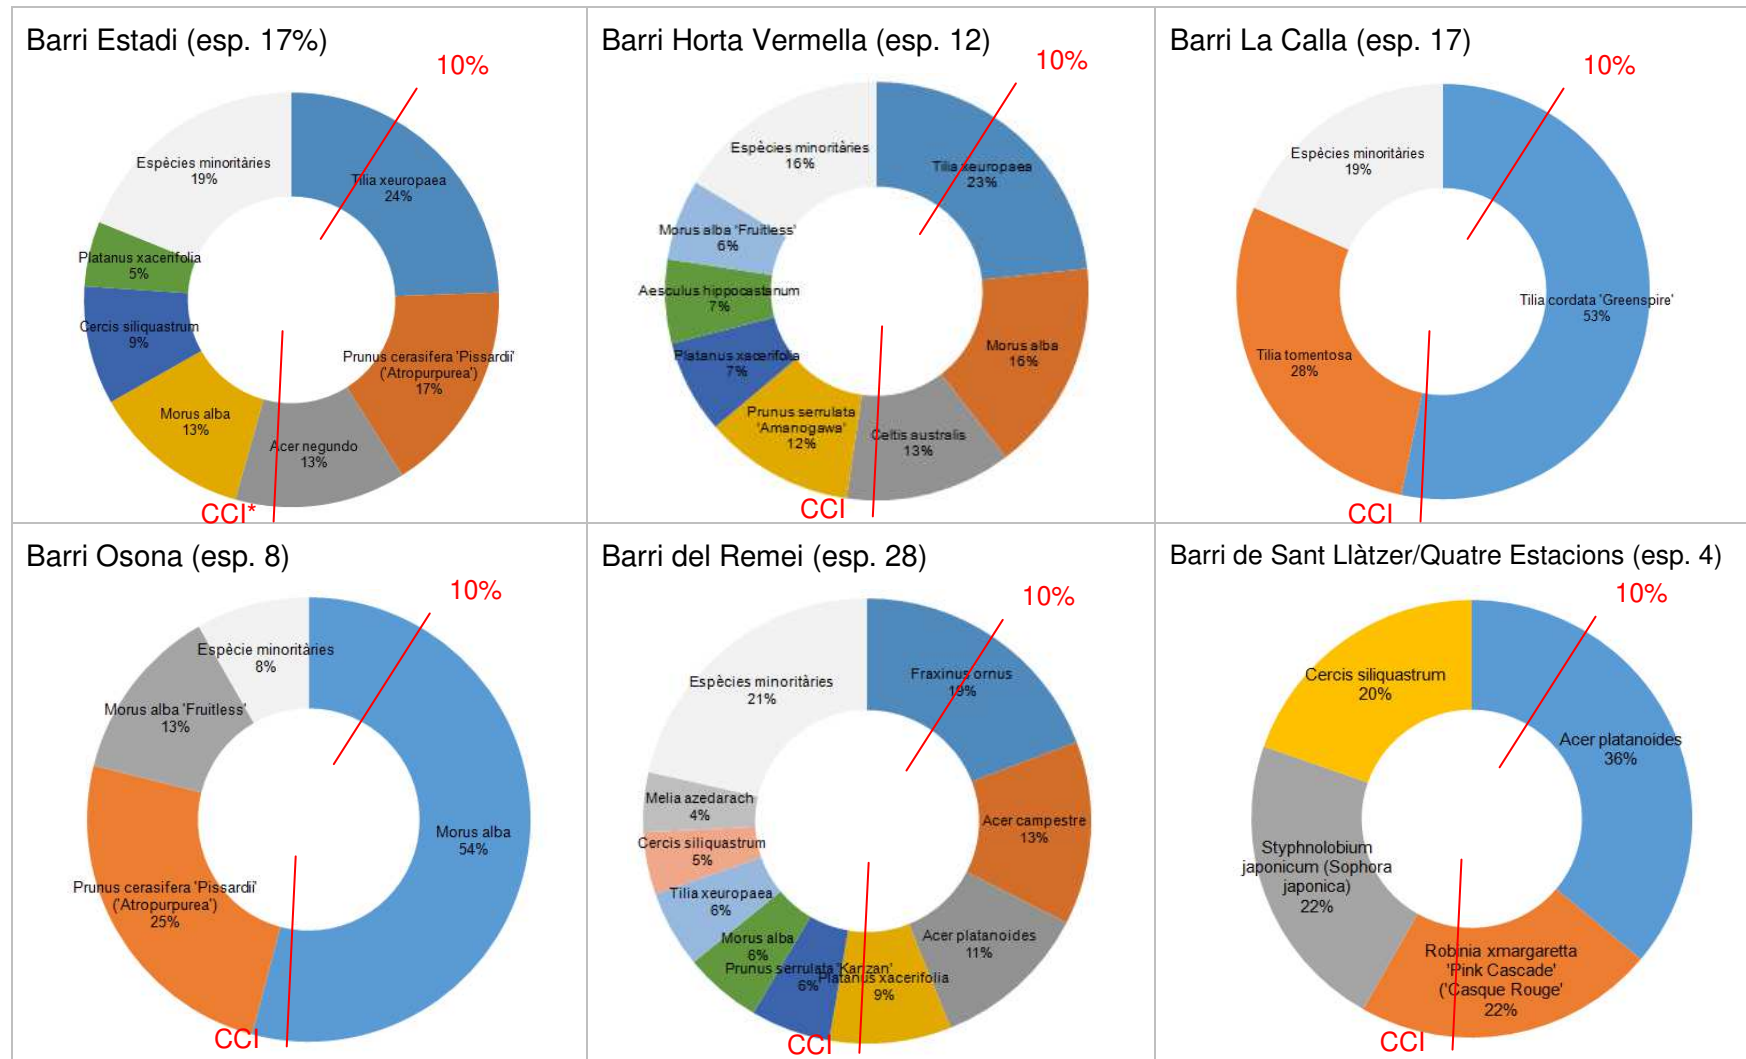 Barri Estadi (esp. 17%)
10%
Espècies minoritàries
19%
Tilia xeuropaea
24%
Platanus xacerifolia
5%
Cercis siliquastrum
9%
Prunus cerasifera 'Pissardii'
('Atropurpurea')
17%
Morus alba
13%
Acer negundo
13%
CCI*
Barri Horta Vermella (esp. 12)
10%
Espècies minoritàries
16%
Tilia xeuropaea
23%
Morus alba 'Fruitless'
6%
Aesculus hippocastanum
7%
Platanus xacerifolia
7%
Morus alba
16%
Prunus serrulata
'Amanogawa'
12%
Celtis australis
13%
CCI
Barri La Calla (esp. 17)
10%
Espècies minoritàries
19%
Tilia cordata 'Greenspire'
53%
Tilia tomentosa
28%
CCI
Barri Osona (esp. 8)
10%
Espècie minoritàries
8%
Morus alba 'Fruitless'
13%
Morus alba
54%
Prunus cerasifera 'Pissardii'
('Atropurpurea')
25%
CCI
Barri del Remei (esp. 28)
10%
Espècies minoritàries
21%
Fraxinus ornus
19%
Melia azedarach
4%
Cercis siliquastrum
5%
Acer campestre
13%
Tilia xeuropaea
6%
Morus alba
6%
Acer platanoides
11%
Prunus serrulata 'Kanzan'
6%
Platanus xacerifolia
9%
CCI
Barri de Sant Llàtzer/Quatre Estacions (esp. 4)
10%
Cercis siliquastrum
20%
Acer platanoides
36%
Styphnolobium
japonicum (Sophora
japonica)
22%
Robinia xmargaretta
'Pink Cascade'
('Casque Rouge'
22%
CCI